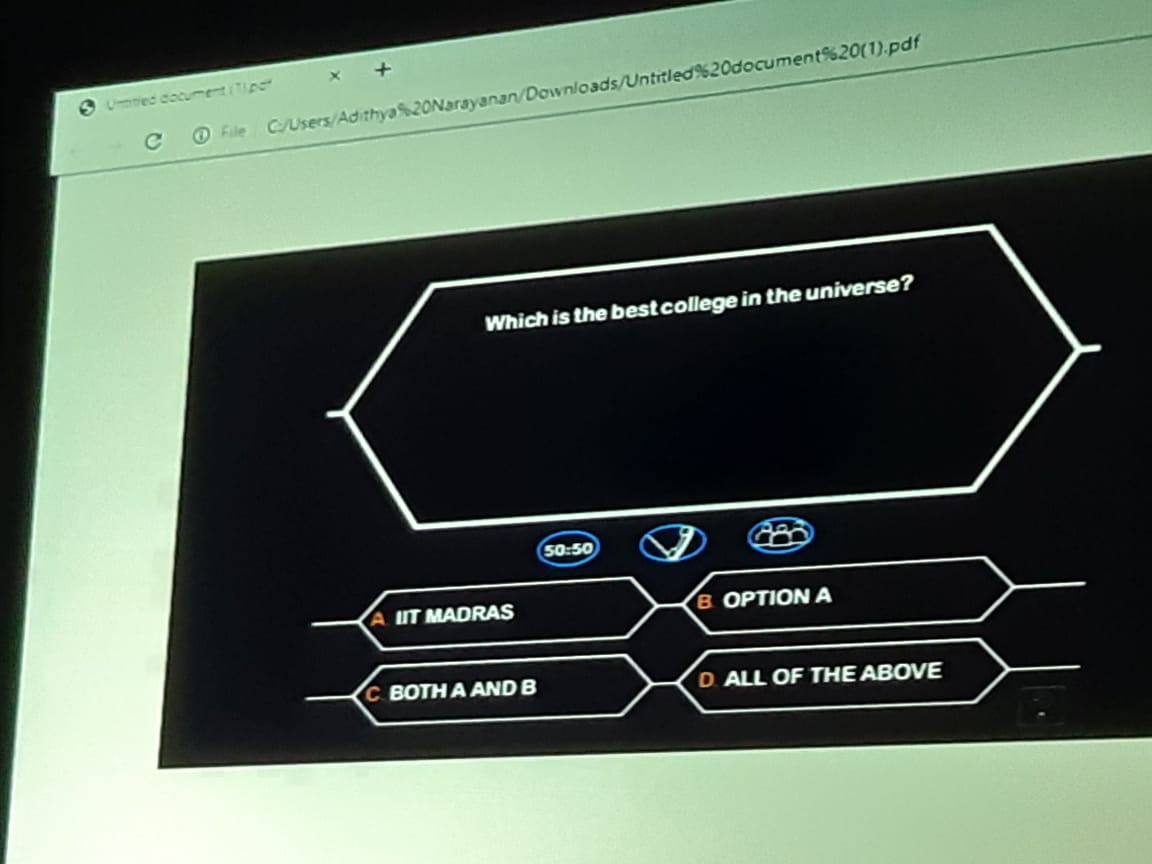 Untitled document (1).pdf × +
File C:/Users/Adithya%20Narayanan/Downloads/Untitled%20document%20(1).pdf
Which is the best college in the universe?
50:50
A IIT MADRAS
B OPTION A
C BOTH A AND B
D. ALL OF THE ABOVE